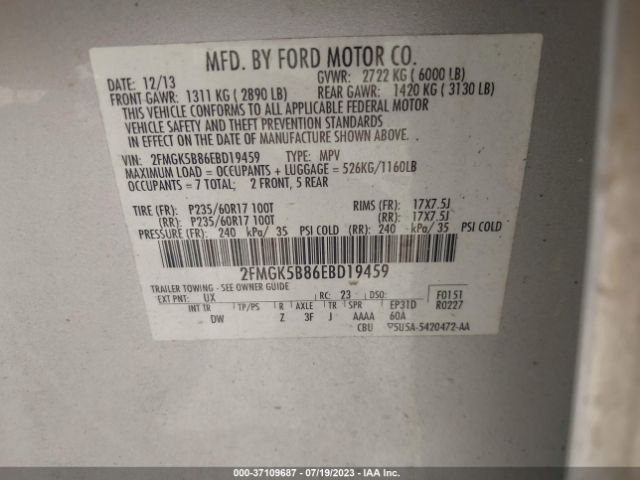 MFD. BY FORD MOTOR CO.
DATE: 12/13 GVWR: 2722 KG ( 6000 LB)
FRONT GAWR: 1311 KG ( 2890 LB) REAR GAWR: 1420 KG ( 3130 LB)
THIS VEHICLE CONFORMS TO ALL APPLICABLE FEDERAL MOTOR
VEHICLE SAFETY AND THEFT PREVENTION STANDARDS
IN EFFECT ON THE DATE OF MANUFACTURE SHOWN ABOVE.
VIN: 2FMGK5B86EBD19459 TYPE: MPV
MAXIMUM LOAD = OCCUPANTS + LUGGAGE = 526KG/1160LB
OCCUPANTS = 7 TOTAL; 2 FRONT, 5 REAR
TIRE (FR): P235/60R17 100T RIMS (FR): 17X7.5J
(RR): P235/60R17 100T (RR): 17X7.5J
PRESSURE (FR): 240 kPa/ 35 PSI COLD (RR): 240 kPa/ 35 PSI COLD
2FMGK5B86EBD19459
TRAILER TOWING - SEE OWNER GUIDE
EXT PNT: UX RC: 23 DSO: F0151
INT TR TP/PS R AXLE TR SPR EP31D R0227
DW Z 3F J AAAA 60A
CBU 5USA-5420472-AA
000-37109687 / 07/19/2023 / IAA Inc.